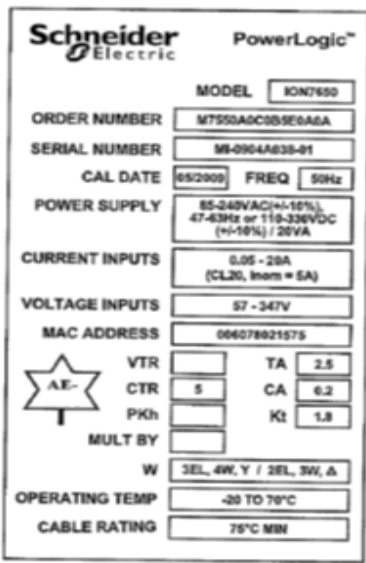 Schneider Electric PowerLogic™
MODEL ION7650
ORDER NUMBER M7550A0C0B5E0A0A
SERIAL NUMBER MI-0904A038-01
CAL DATE 05/2009 FREQ 50Hz
POWER SUPPLY 85-240VAC(+/-10%),
47-63Hz or 110-330VDC
(+/-10%) / 20VA
CURRENT INPUTS 0.05 - 20A
(CL20, Inom = 5A)
VOLTAGE INPUTS 57 - 347V
MAC ADDRESS 006078021575
VTR TA 2.5
AE-
CTR 5 CA 0.2
PKh Kt 1.8
MULT BY
W 3EL, 4W, Y / 2EL, 3W, Δ
OPERATING TEMP -20 TO 70°C
CABLE RATING 75°C MIN